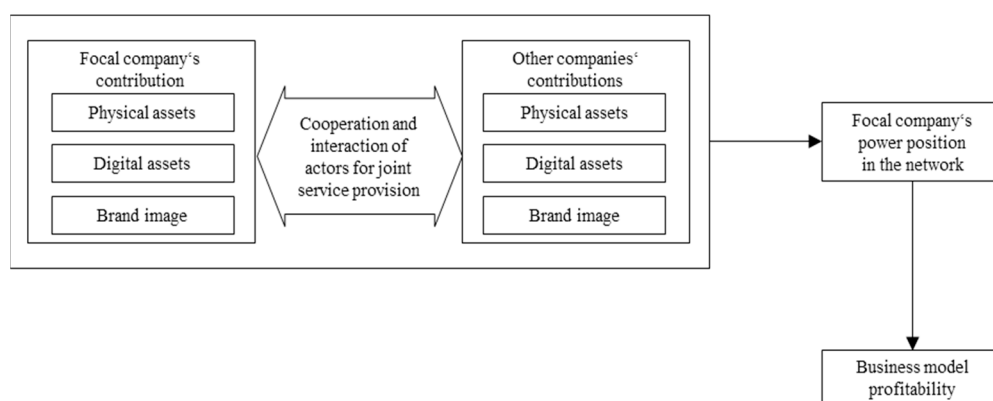 Focal company‘s
contribution
Physical assets
Digital assets
Brand image
Cooperation and
interaction of
actors for joint
service provision
Other companies‘
contributions
Physical assets
Digital assets
Brand image
Focal company‘s
power position
in the network
Business model
profitability